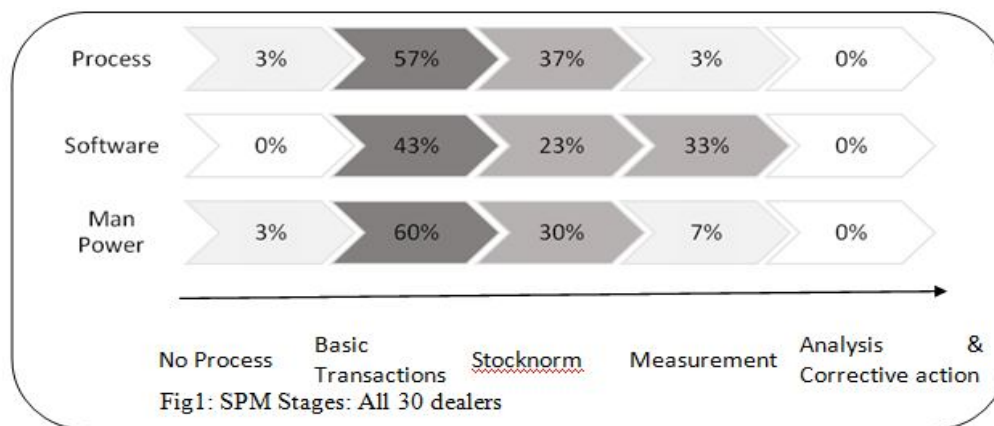 Process 3% 57% 37% 3% 0%
Software 0% 43% 23% 33% 0%
Man
Power 3% 60% 30% 7% 0%
No Process Basic Transactions Stocknorm Measurement Analysis & Corrective action
Fig1: SPM Stages: All 30 dealers